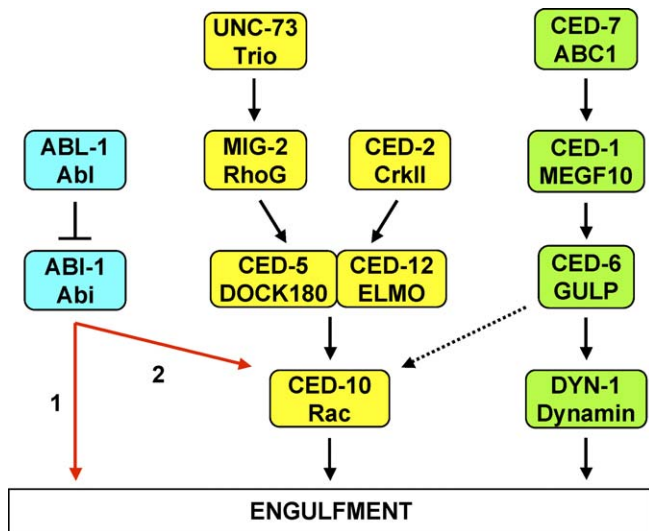 UNC-73
Trio
CED-7
ABC1
ABL-1
Abl
MIG-2
RhoG
CED-2
CrkII
CED-1
MEGF10
ABI-1
Abi
CED-5
DOCK180
CED-12
ELMO
CED-6
GULP
1
2
CED-10
Rac
DYN-1
Dynamin
ENGULFMENT